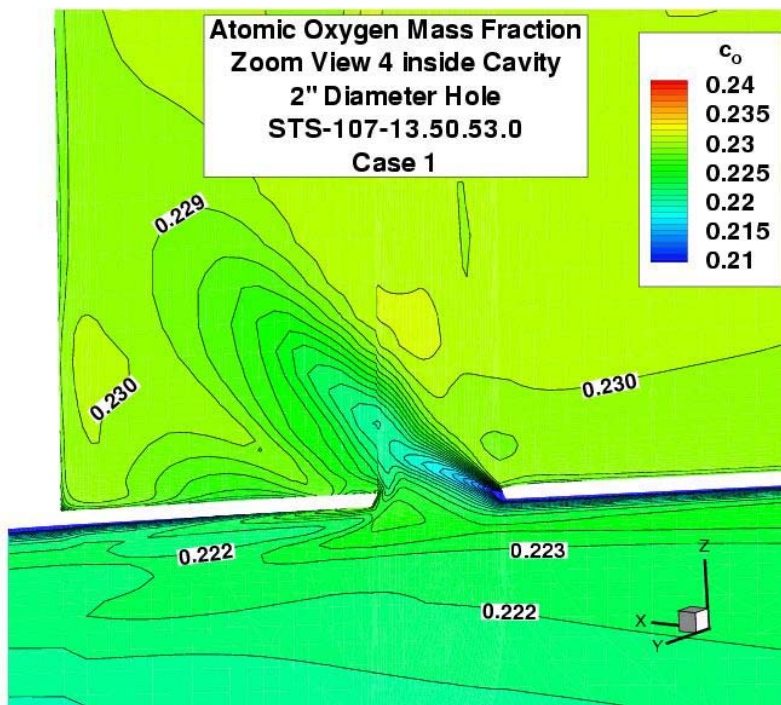 Atomic Oxygen Mass Fraction
Zoom View 4 inside Cavity
2" Diameter Hole
STS-107-13.50.53.0
Case 1
c_O
0.24
0.235
0.23
0.225
0.22
0.215
0.21
0.229
0.230
0.230
0.222
0.223
0.222
Z
X
Y